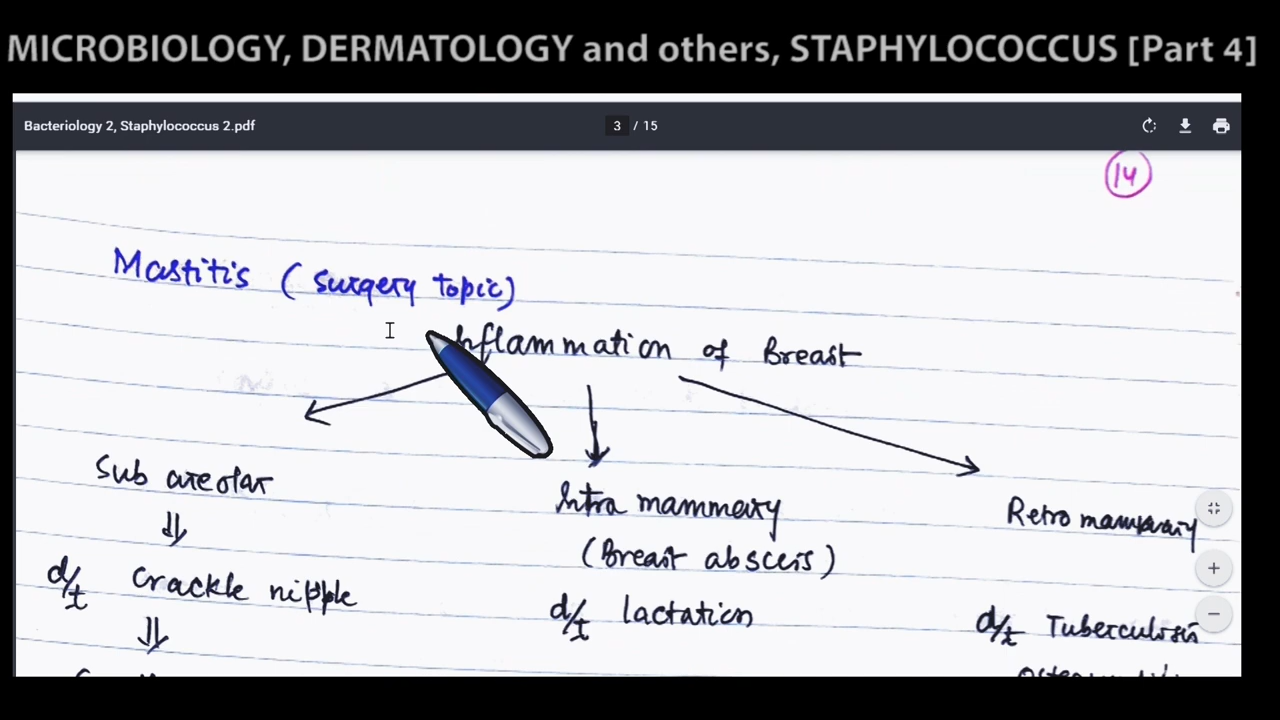 MICROBIOLOGY, DERMATOLOGY and others, STAPHYLOCOCCUS [Part 4]
Bacteriology 2, Staphylococcus 2.pdf 3 / 15
14
Mastitis (surgery topic)
Inflammation of Breast
Sub areolar
Intra mammary
Retro mammary
(Breast abscess)
d/t crackle nipple
d/t lactation
d/t Tuberculosis